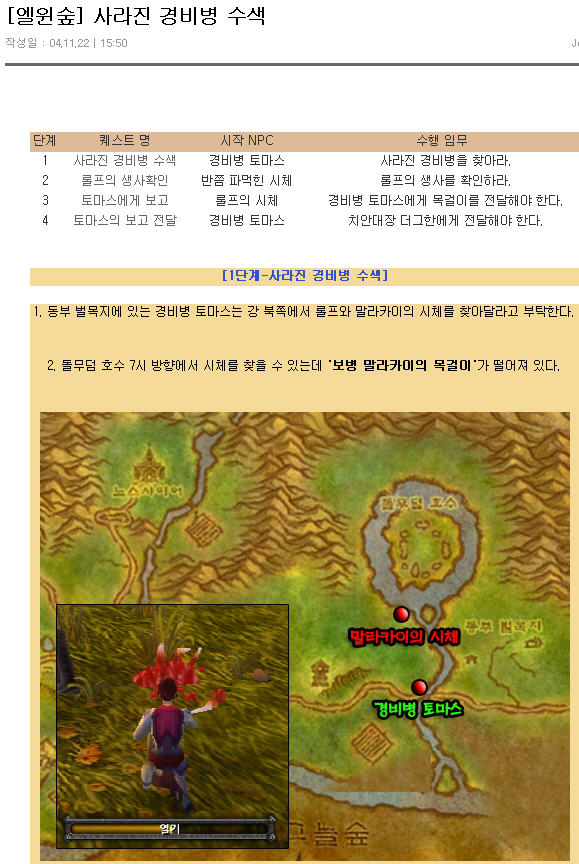 [엘윈숲] 사라진 경비병 수색
작성일 : 04.11.22 | 15:50
단계 퀘스트 명 시작 NPC 수행 임무
1 사라진 경비병 수색 경비병 토마스 사라진 경비병을 찾아라.
2 롤프의 생사확인 반쯤 파먹힌 시체 롤프의 생사를 확인하라.
3 토마스에게 보고 롤프의 시체 경비병 토마스에게 목걸이를 전달해야 한다.
4 토마스의 보고 전달 경비병 토마스 치안대장 더그한에게 전달해야 한다.
[1단계-사라진 경비병 수색]
1. 동부 벌목지에 있는 경비병 토마스는 강 북쪽에서 롤프와 말라카이의 시체를 찾아달라고 부탁한다.
2. 돌무덤 호수 7시 방향에서 시체를 찾을 수 있는데 '보병 말라카이의 목걸이'가 떨어져 있다.
노스샤이어
돌무덤 호수
동부 벌목지
말라카이의 시체
경비병 토마스
열기
그늘숲